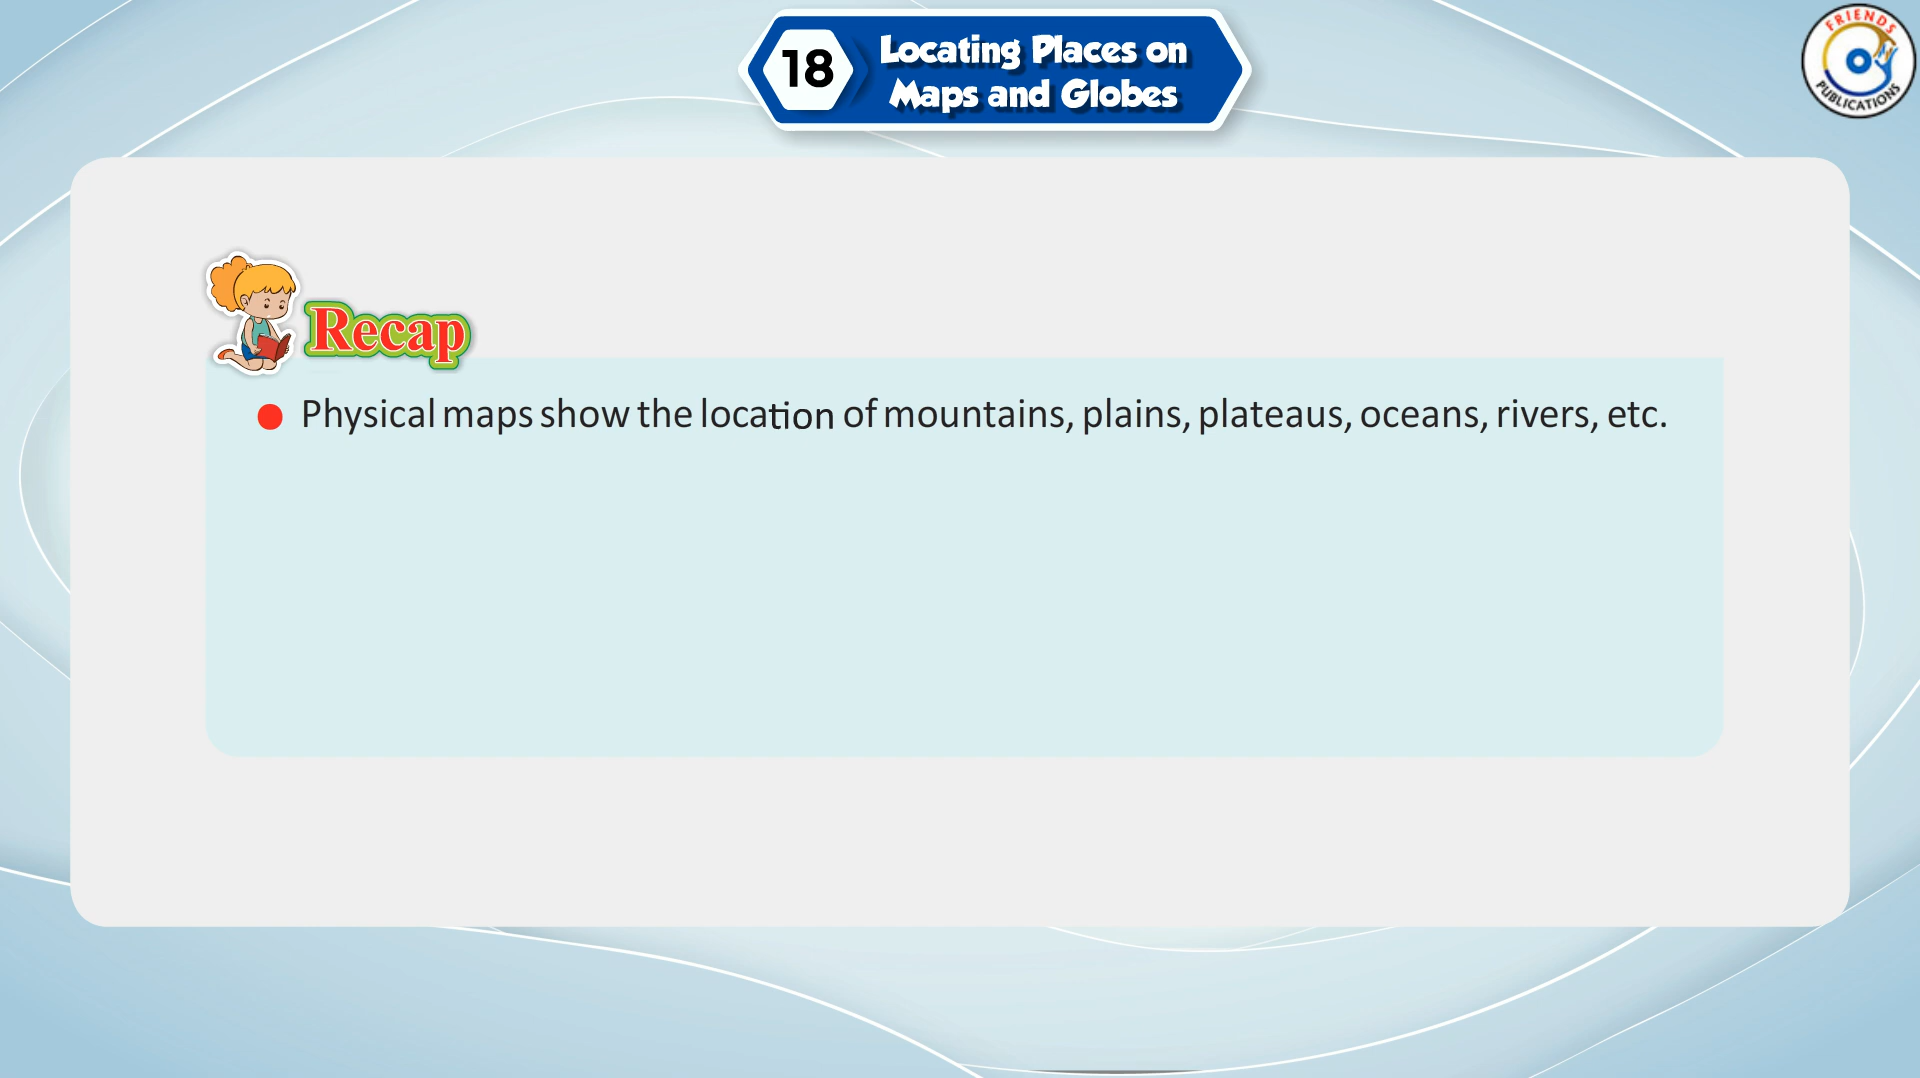 18
Locating Places on
Maps and Globes
FRIENDS
PUBLICATIONS
Recap
Physical maps show the location of mountains, plains, plateaus, oceans, rivers, etc.